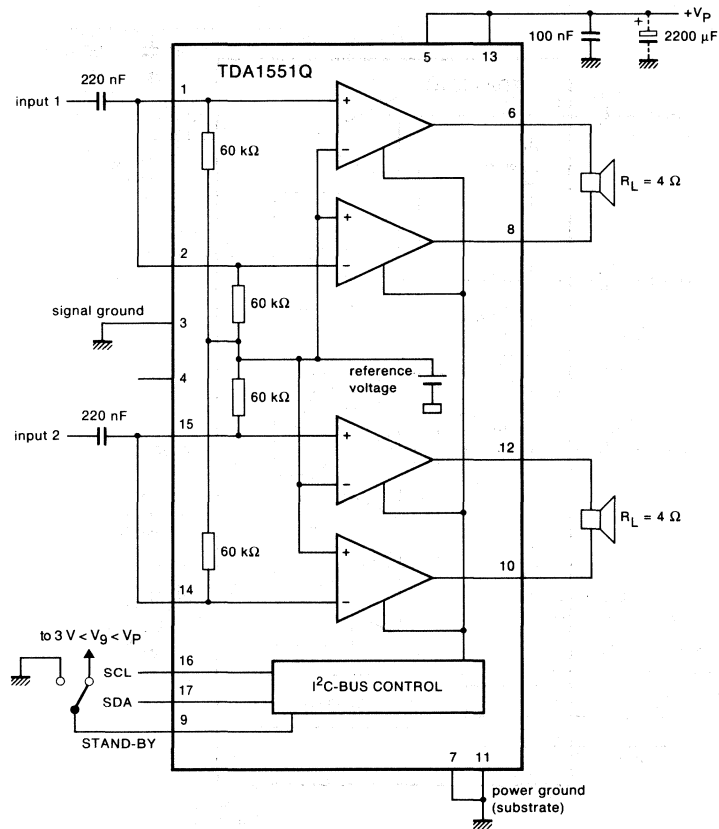 +VP
100 nF
+
2200 µF
5
13
TDA1551Q
220 nF
input 1
1
+
6
60 kΩ
−
RL = 4 Ω
+
8
2
−
60 kΩ
signal ground
3
reference
voltage
4
60 kΩ
220 nF
input 2
15
+
12
−
RL = 4 Ω
60 kΩ
+
10
14
−
to 3 V < V9 < VP
SCL
16
I2C-BUS CONTROL
SDA
17
9
STAND-BY
7
11
power ground
(substrate)